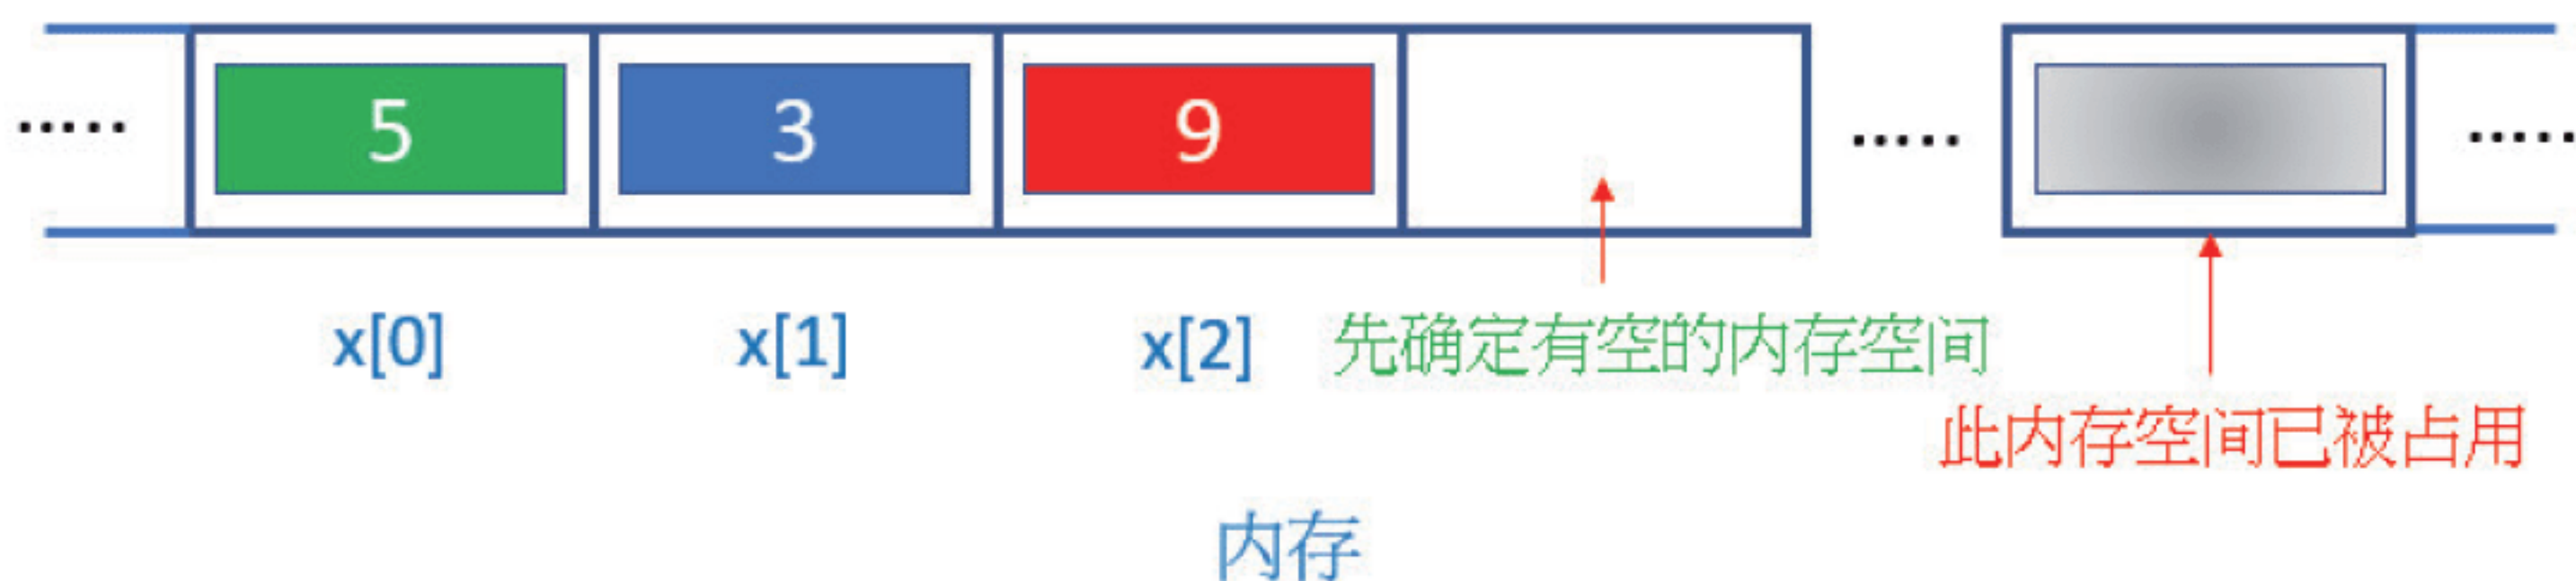 ..... 5 3 9 ..... .....
x[0] x[1] x[2] 先确定有空的内存空间
此内存空间已被占用
内存